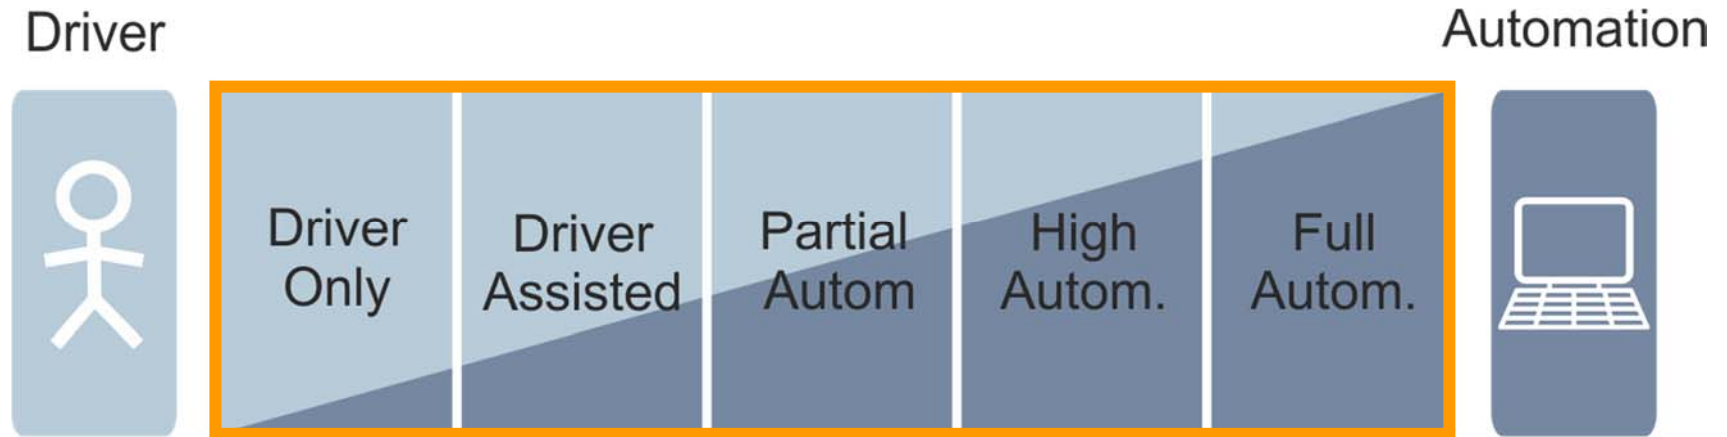 Driver
Automation
Driver
Only
Driver
Assisted
Partial
Autom
High
Autom.
Full
Autom.